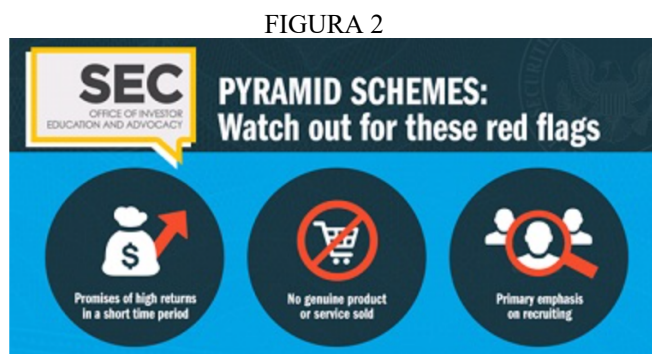 FIGURA 2
SEC
OFFICE OF INVESTOR
EDUCATION AND ADVOCACY
PYRAMID SCHEMES:
Watch out for these red flags
$
Promises of high returns
in a short time period
No genuine product
or service sold
Primary emphasis
on recruiting